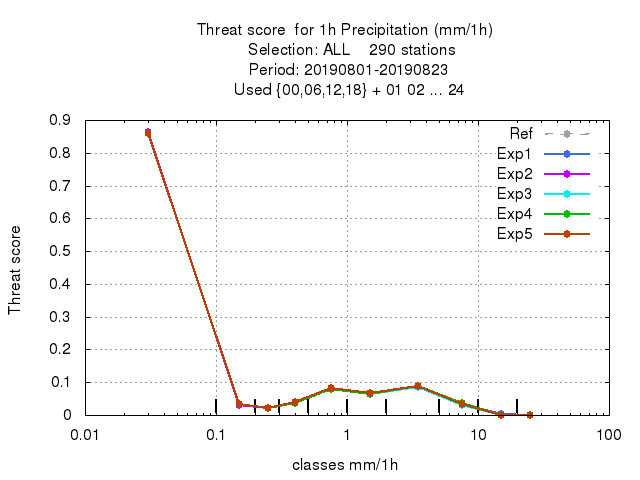 Threat score  for 1h Precipitation (mm/1h)
Selection: ALL    290 stations
Period: 20190801-20190823
Used {00,06,12,18} + 01 02 ... 24
Threat score
0.9
0.8
0.7
0.6
0.5
0.4
0.3
0.2
0.1
0
Ref
Exp1
Exp2
Exp3
Exp4
Exp5
0.01 0.1 1 10 100
classes mm/1h